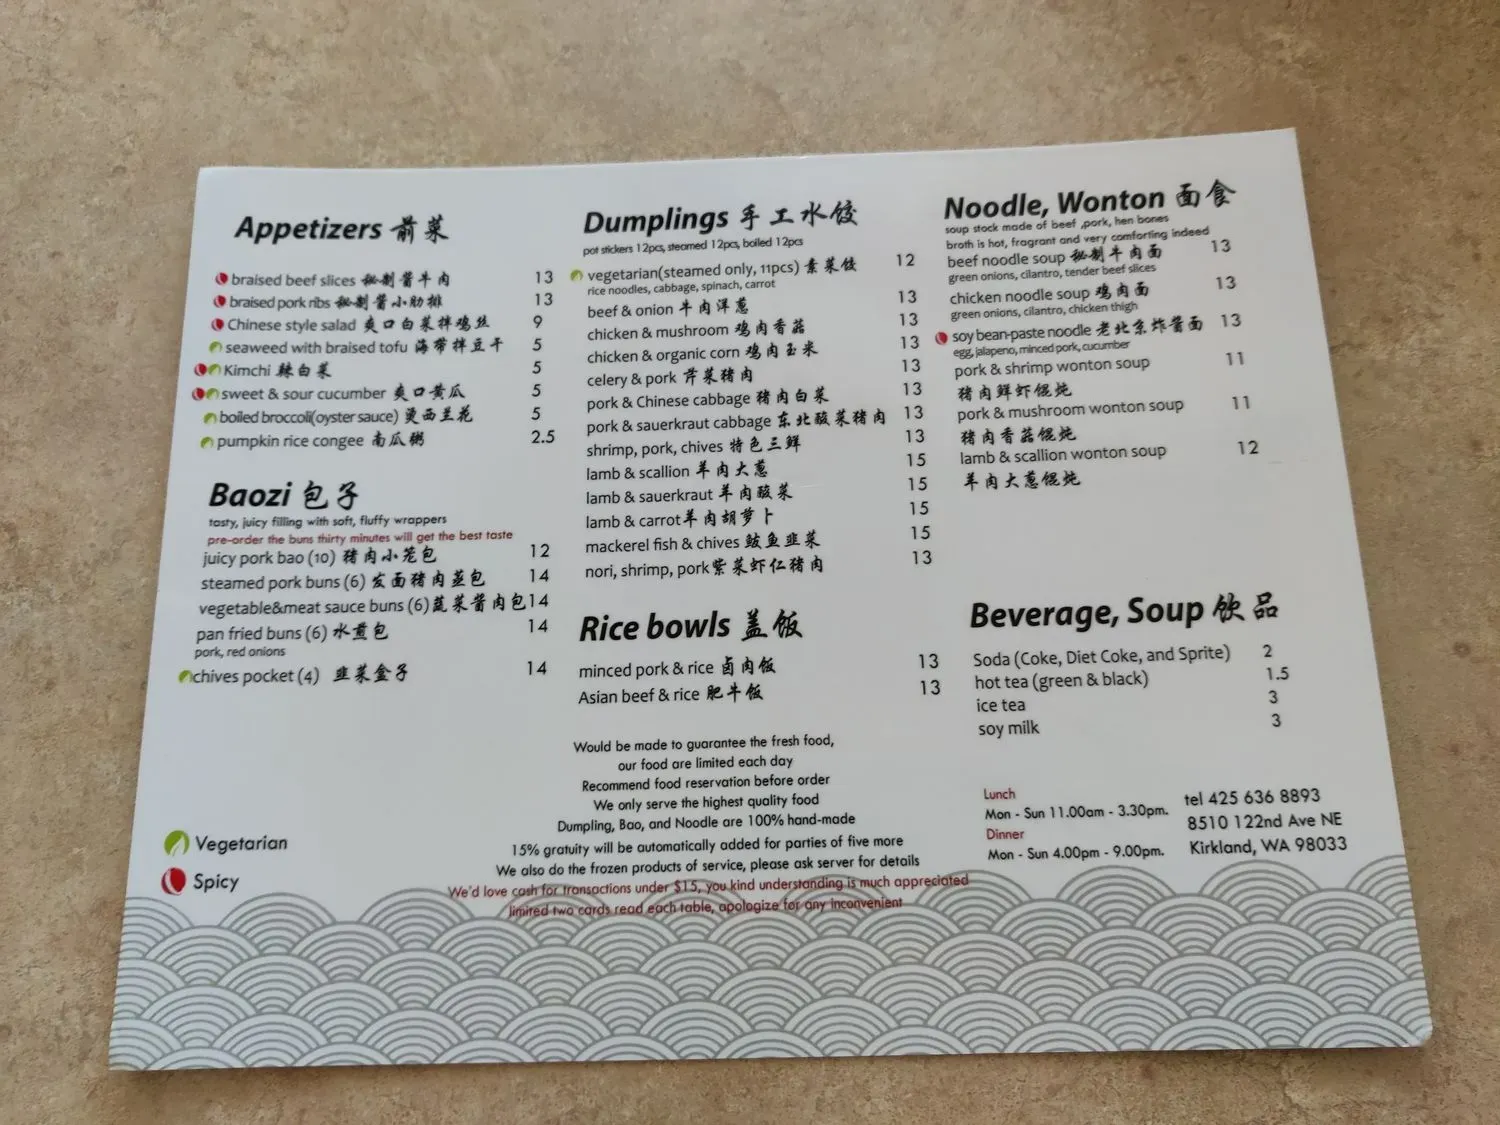 Appetizers 前菜
braised beef slices 秘制酱牛肉 13
braised pork ribs 秘制酱小肋排 13
Chinese style salad 爽口白菜拌鸡丝 9
seaweed with braised tofu 海带拌豆干 5
Kimchi 辣白菜 5
sweet & sour cucumber 爽口黄瓜 5
boiled broccoli(oyster sauce) 烫西兰花 5
pumpkin rice congee 南瓜粥 2.5
Baozi 包子
tasty, juicy filling with soft, fluffy wrappers
pre-order the buns thirty minutes will get the best taste
juicy pork bao (10) 猪肉小笼包 12
steamed pork buns (6) 发面猪肉蒸包 14
vegetable&meat sauce buns (6) 蔬菜酱肉包 14
pan fried buns (6) 水煎包 14
pork, red onions
chives pocket (4) 韭菜盒子 14
Vegetarian
Spicy
Dumplings 手工水饺
pot stickers 12pcs, steamed 12pcs, boiled 12pcs
vegetarian(steamed only, 11pcs) 素菜饺 12
rice noodles, cabbage, spinach, carrot
beef & onion 牛肉洋葱 13
chicken & mushroom 鸡肉香菇 13
chicken & organic corn 鸡肉玉米 13
celery & pork 芹菜猪肉 13
pork & Chinese cabbage 猪肉白菜 13
pork & sauerkraut cabbage 东北酸菜猪肉 13
shrimp, pork, chives 特色三鲜 13
lamb & scallion 羊肉大葱 15
lamb & sauerkraut 羊肉酸菜 15
lamb & carrot 羊肉胡萝卜 15
mackerel fish & chives 鲅鱼韭菜 15
nori, shrimp, pork 紫菜虾仁猪肉 13
Rice bowls 盖饭
minced pork & rice 卤肉饭 13
Asian beef & rice 肥牛饭 13
Would be made to guarantee the fresh food,
our food are limited each day
Recommend food reservation before order
We only serve the highest quality food
Dumpling, Bao, and Noodle are 100% hand-made
15% gratuity will be automatically added for parties of five more
We also do the frozen products of service, please ask server for details
We'd love cash for transactions under $15, you kind understanding is much appreciated
limited two cards read each table, apologize for any inconvenient
Noodle, Wonton 面食
soup stock made of beef ,pork, hen bones
broth is hot, fragrant and very comforting indeed
beef noodle soup 秘制牛肉面 13
green onions, cilantro, tender beef slices
chicken noodle soup 鸡肉面 13
green onions, cilantro, chicken thigh
soy bean-paste noodle 老北京炸酱面 13
egg, jalapeno, minced pork, cucumber
pork & shrimp wonton soup 11
猪肉鲜虾馄炖
pork & mushroom wonton soup 11
猪肉香菇馄炖
lamb & scallion wonton soup 12
羊肉大葱馄炖
Beverage, Soup 饮品
Soda (Coke, Diet Coke, and Sprite) 2
hot tea (green & black) 1.5
ice tea 3
soy milk 3
Lunch
Mon - Sun 11.00am - 3.30pm.
Dinner
Mon - Sun 4.00pm - 9.00pm.
tel 425 636 8893
8510 122nd Ave NE
Kirkland, WA 98033